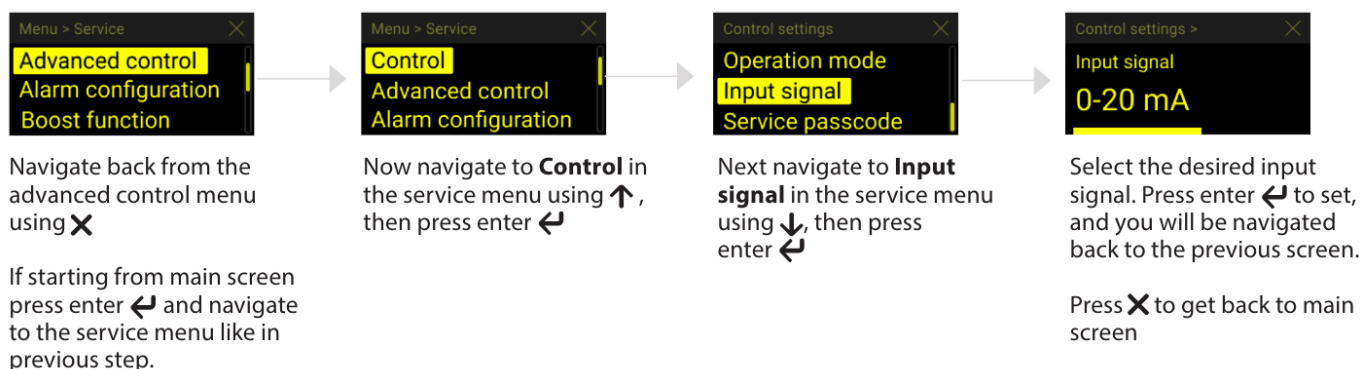 Menu > Service
Advanced control
Alarm configuration
Boost function
Navigate back from the
advanced control menu
using
If starting from main screen
press enter and navigate
to the service menu like in
previous step.
Menu > Service
Control
Advanced control
Alarm configuration
Now navigate to Control in
the service menu using ,
then press enter
Control settings
Operation mode
Input signal
Service passcode
Next navigate to Input
signal in the service menu
using , then press
enter
Control settings >
Input signal
0-20 mA
Select the desired input
signal. Press enter to set,
and you will be navigated
back to the previous screen.
Press to get back to main
screen